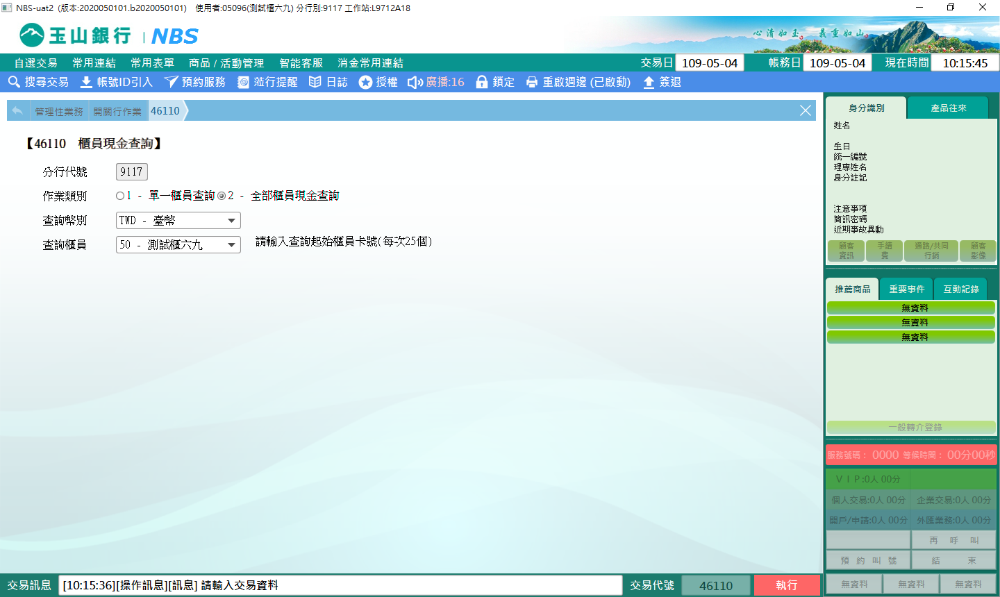 NBS-uat2 (版本:2020050101.b2020050101) 使用者:05096(測試櫃六九) 分行別:9117 工作站:L9712A18
玉山銀行 | NBS
心清如玉。 義重如山。
自選交易 常用連結 常用表單 商品 / 活動管理 智能客服 消金常用連結 交易日 109-05-04 帳務日 109-05-04 現在時間 10:15:45
搜尋交易 帳號ID引入 預約服務 蒞行提醒 日誌 授權 廣播:16 鎖定 重啟週邊 (已啟動) 簽退
管理性業務 開關行作業 46110
【46110 櫃員現金查詢】
分行代號 9117
作業類別 1 - 單一櫃員查詢 2 - 全部櫃員現金查詢
查詢幣別 TWD - 臺幣
查詢櫃員 50 - 測試櫃六九 請輸入查詢起始櫃員卡號(每次25個)
身分識別 產品往來
姓名
生日
統一編號
理專姓名
身分註記
注意事項
簡訊密碼
近期事故異動
顧客資訊 手續費 通路/共同行銷 顧客影像
推薦商品 重要事件 互動記錄
無資料
無資料
無資料
一般轉介登錄
服務號碼： 0000 等候時間： 00分00秒
ＶＩＰ:0人 00分
個人交易:0人 00分 企業交易:0人 00分
開戶/申請:0人 00分 外匯業務:0人 00分
再 呼 叫
預 約 叫 號 結 束
無資料 無資料 無資料
交易訊息 [10:15:36][操作訊息][訊息] 請輸入交易資料 交易代號 46110 執行